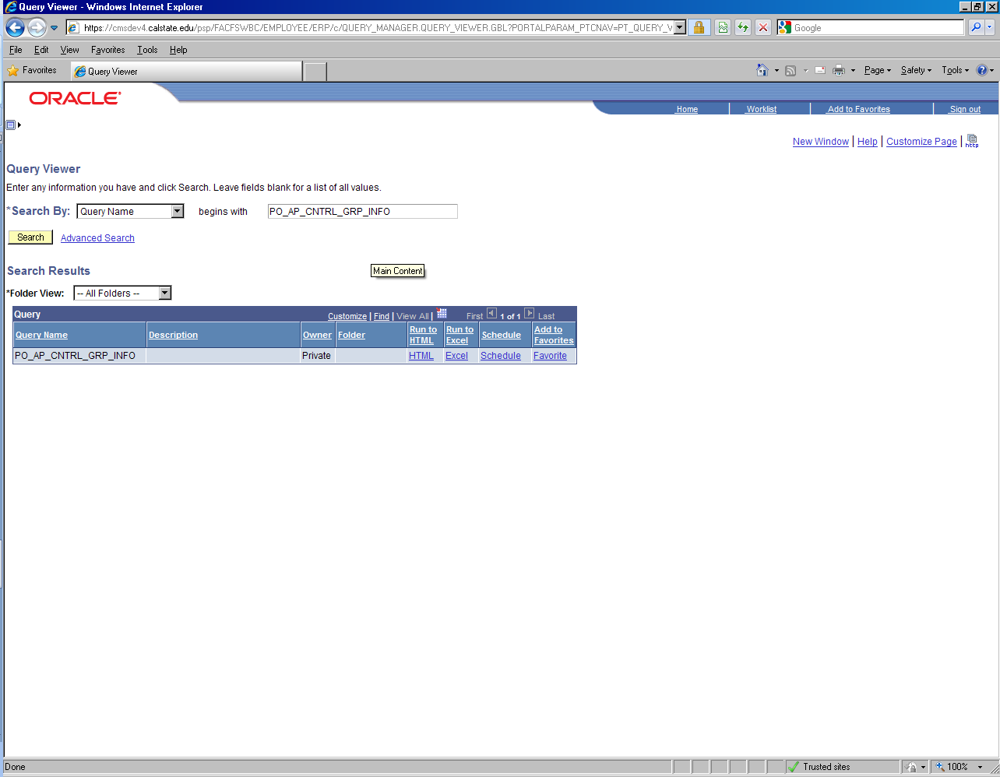 Query Viewer - Windows Internet Explorer
https://cmsdev4.calstate.edu/psp/FACFSWBC/EMPLOYEE/ERP/c/QUERY_MANAGER.QUERY_VIEWER.GBL?PORTALPARAM_PTCNAV=PT_QUERY_V
Google
File Edit View Favorites Tools Help
Favorites Query Viewer Page Safety Tools
ORACLE
Home Worklist Add to Favorites Sign out
New Window | Help | Customize Page | http
Query Viewer
Enter any information you have and click Search. Leave fields blank for a list of all values.
*Search By: Query Name begins with PO_AP_CNTRL_GRP_INFO
Search Advanced Search
Search Results
Main Content
*Folder View: -- All Folders --
Query Customize | Find | View All | First 1 of 1 Last
Query Name Description Owner Folder Run to HTML Run to Excel Schedule Add to Favorites
PO_AP_CNTRL_GRP_INFO Private HTML Excel Schedule Favorite
Done Trusted sites 100%